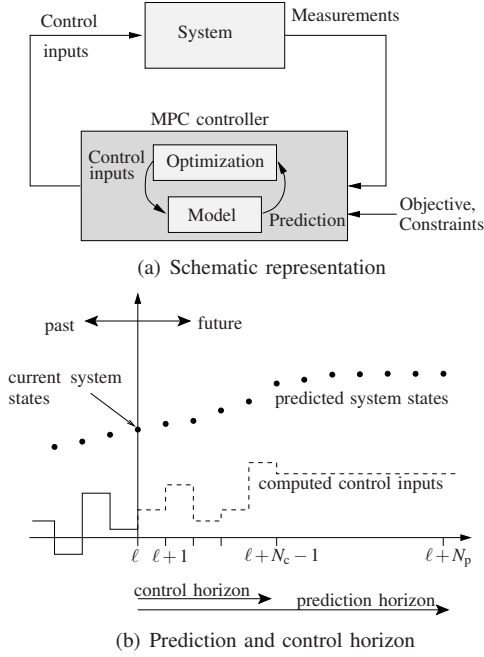 Control
inputs
System
Measurements
MPC controller
Control
inputs
Optimization
Model
Prediction
Objective,
Constraints
(a) Schematic representation
past
future
current system
states
predicted system states
computed control inputs
ℓ
ℓ+1
ℓ+N_c−1
ℓ+N_p
control horizon
prediction horizon
(b) Prediction and control horizon